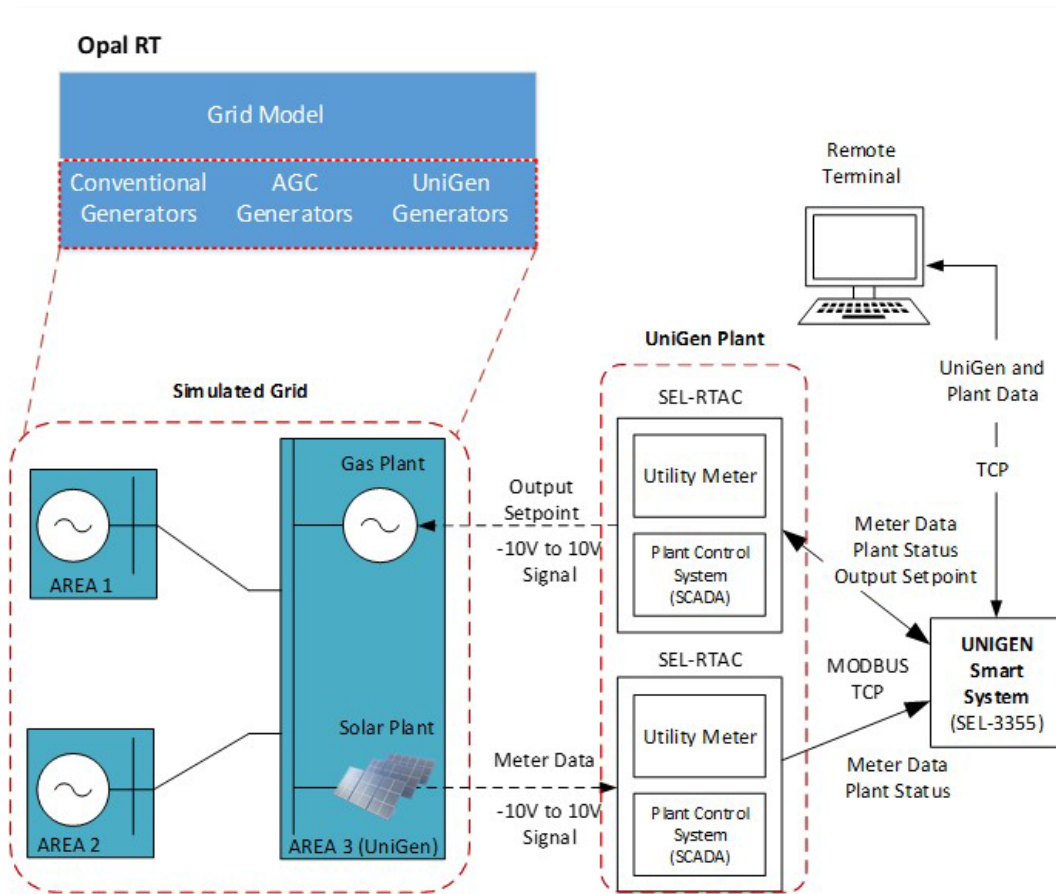 Opal RT
Grid Model
Conventional
Generators
AGC
Generators
UniGen
Generators
Remote
Terminal
UniGen Plant
UniGen and
Plant Data
TCP
Simulated Grid
SEL-RTAC
Gas Plant
Utility Meter
Output
Setpoint
-10V to 10V
Signal
Plant Control
System
(SCADA)
Meter Data
Plant Status
Output Setpoint
AREA 1
SEL-RTAC
MODBUS
TCP
UNIGEN
Smart
System
(SEL-3355)
Solar Plant
Utility Meter
Meter Data
-10V to 10V
Signal
Meter Data
Plant Status
Plant Control
System
(SCADA)
AREA 2
AREA 3 (UniGen)